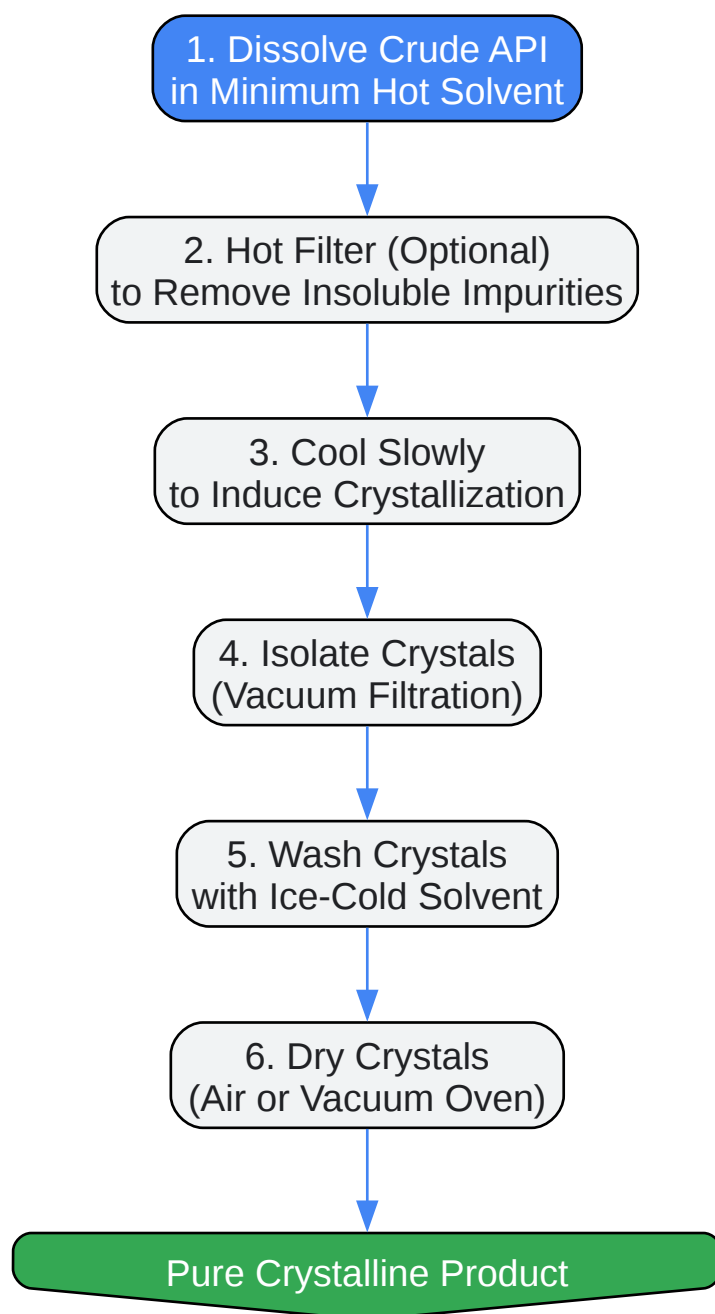 1. Dissolve Crude API
in Minimum Hot Solvent
2. Hot Filter (Optional)
to Remove Insoluble Impurities
3. Cool Slowly
to Induce Crystallization
4. Isolate Crystals
(Vacuum Filtration)
5. Wash Crystals
with Ice-Cold Solvent
6. Dry Crystals
(Air or Vacuum Oven)
Pure Crystalline Product